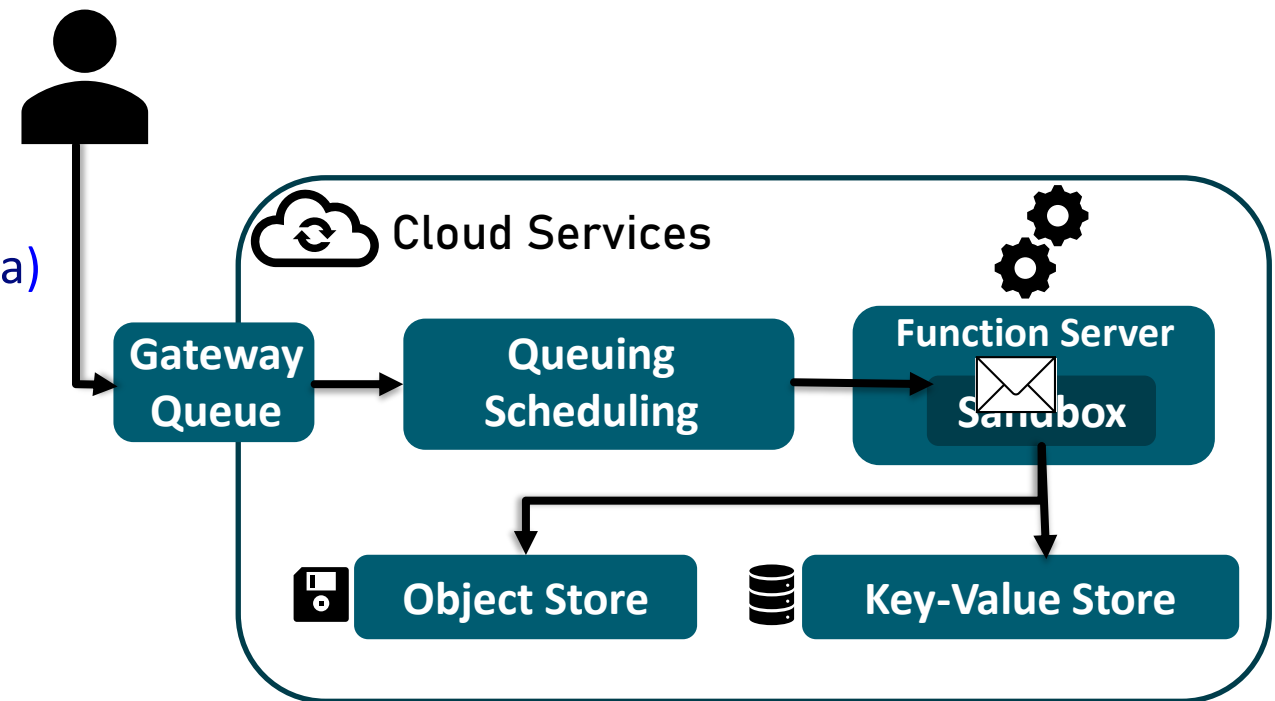 Cloud Services
a)
Gateway
Queue
Queuing
Scheduling
Function Server
Sandbox
Object Store
Key-Value Store